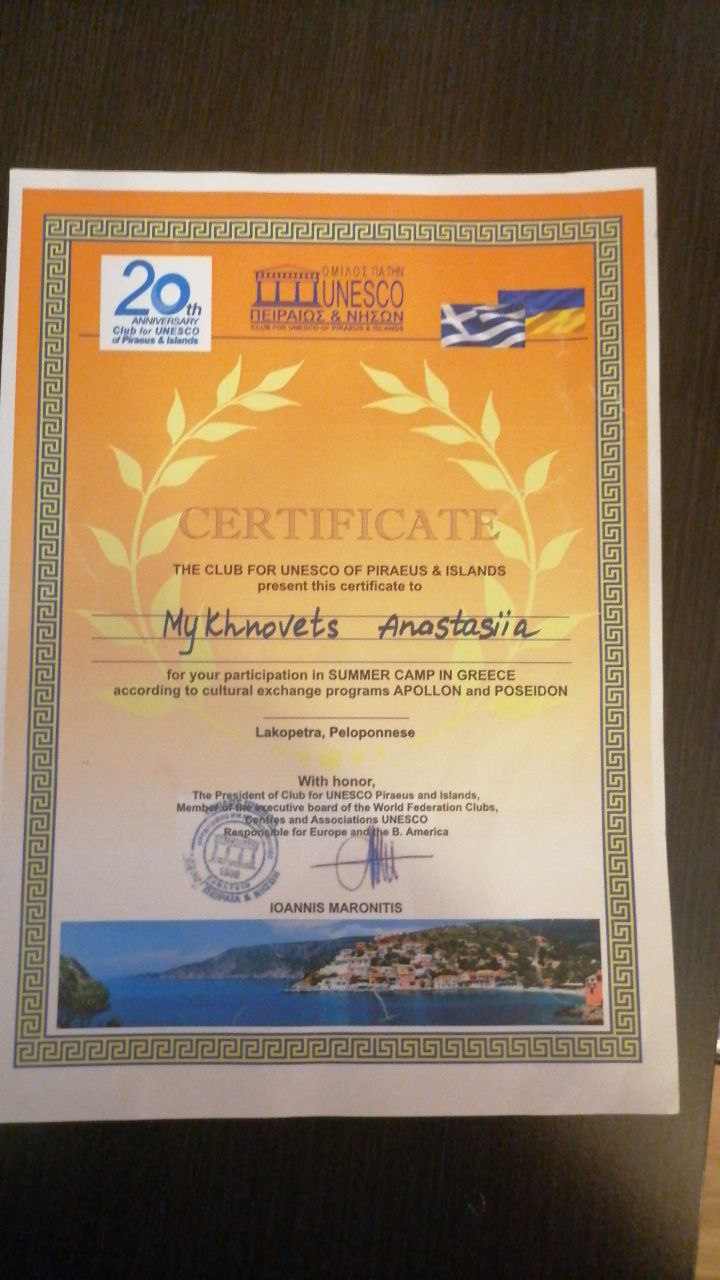 20th
ANNIVERSARY
Club for UNESCO
of Piraeus & Islands
ΟΜΙΛΟΣ ΓΙΑ ΤΗΝ
UNESCO
ΠΕΙΡΑΙΩΣ & ΝΗΣΩΝ
CLUB FOR UNESCO OF PIRAEUS & ISLANDS
CERTIFICATE
THE CLUB FOR UNESCO OF PIRAEUS & ISLANDS
present this certificate to
Mykhnovets Anastasiia
for your participation in SUMMER CAMP IN GREECE
according to cultural exchange programs APOLLON and POSEIDON
Lakopetra, Peloponnese
With honor,
The President of Club for UNESCO Piraeus and Islands,
Member of the executive board of the World Federation Clubs,
Centres and Associations UNESCO
Responsible for Europe and the B. America
ΠΕΙΡΑΙΑ & ΝΗΣΩΝ
IOANNIS MARONITIS